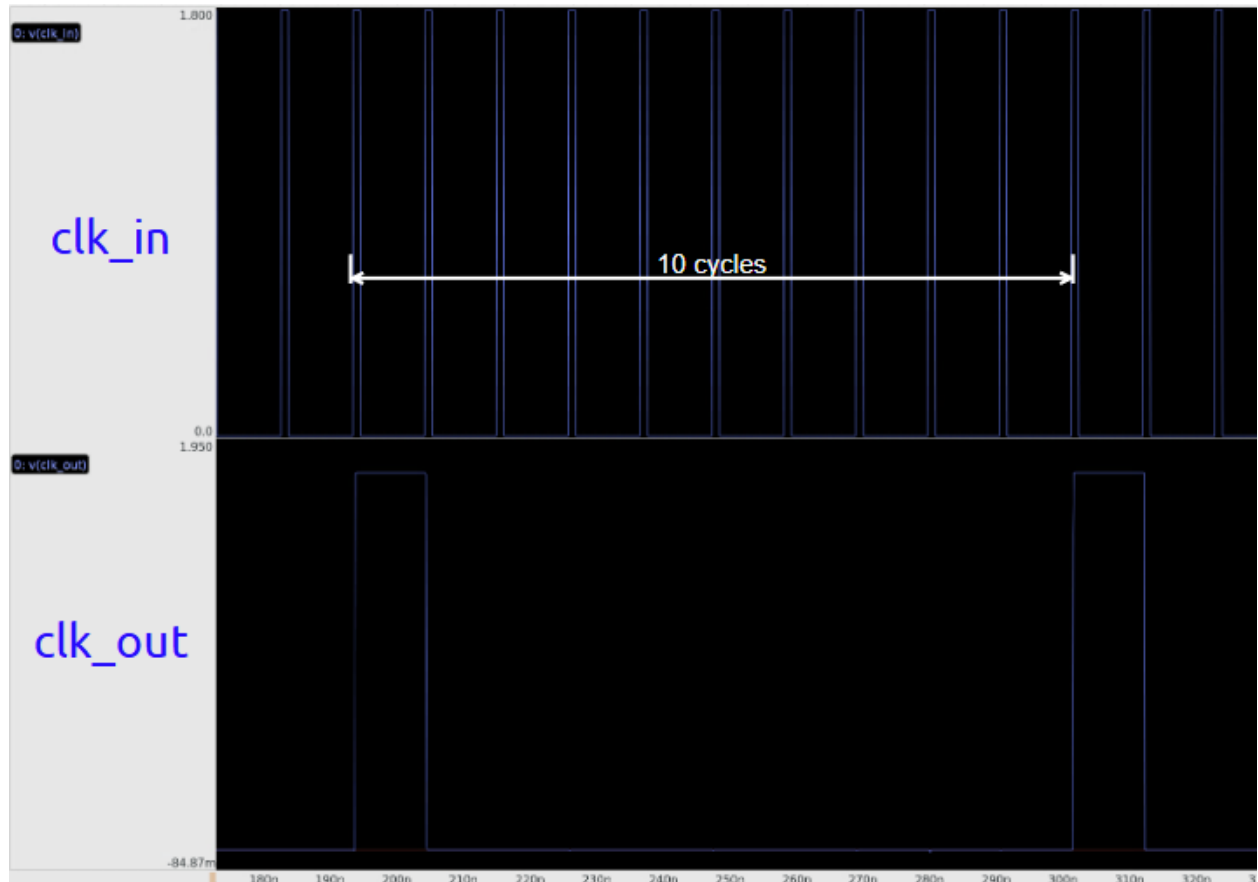 1.800
0: v(clk_in)
clk_in
10 cycles
0.0
1.950
0: v(clk_out)
clk_out
-84.87m
180n 190n 200n 210n 220n 230n 240n 250n 260n 270n 280n 290n 300n 310n 320n